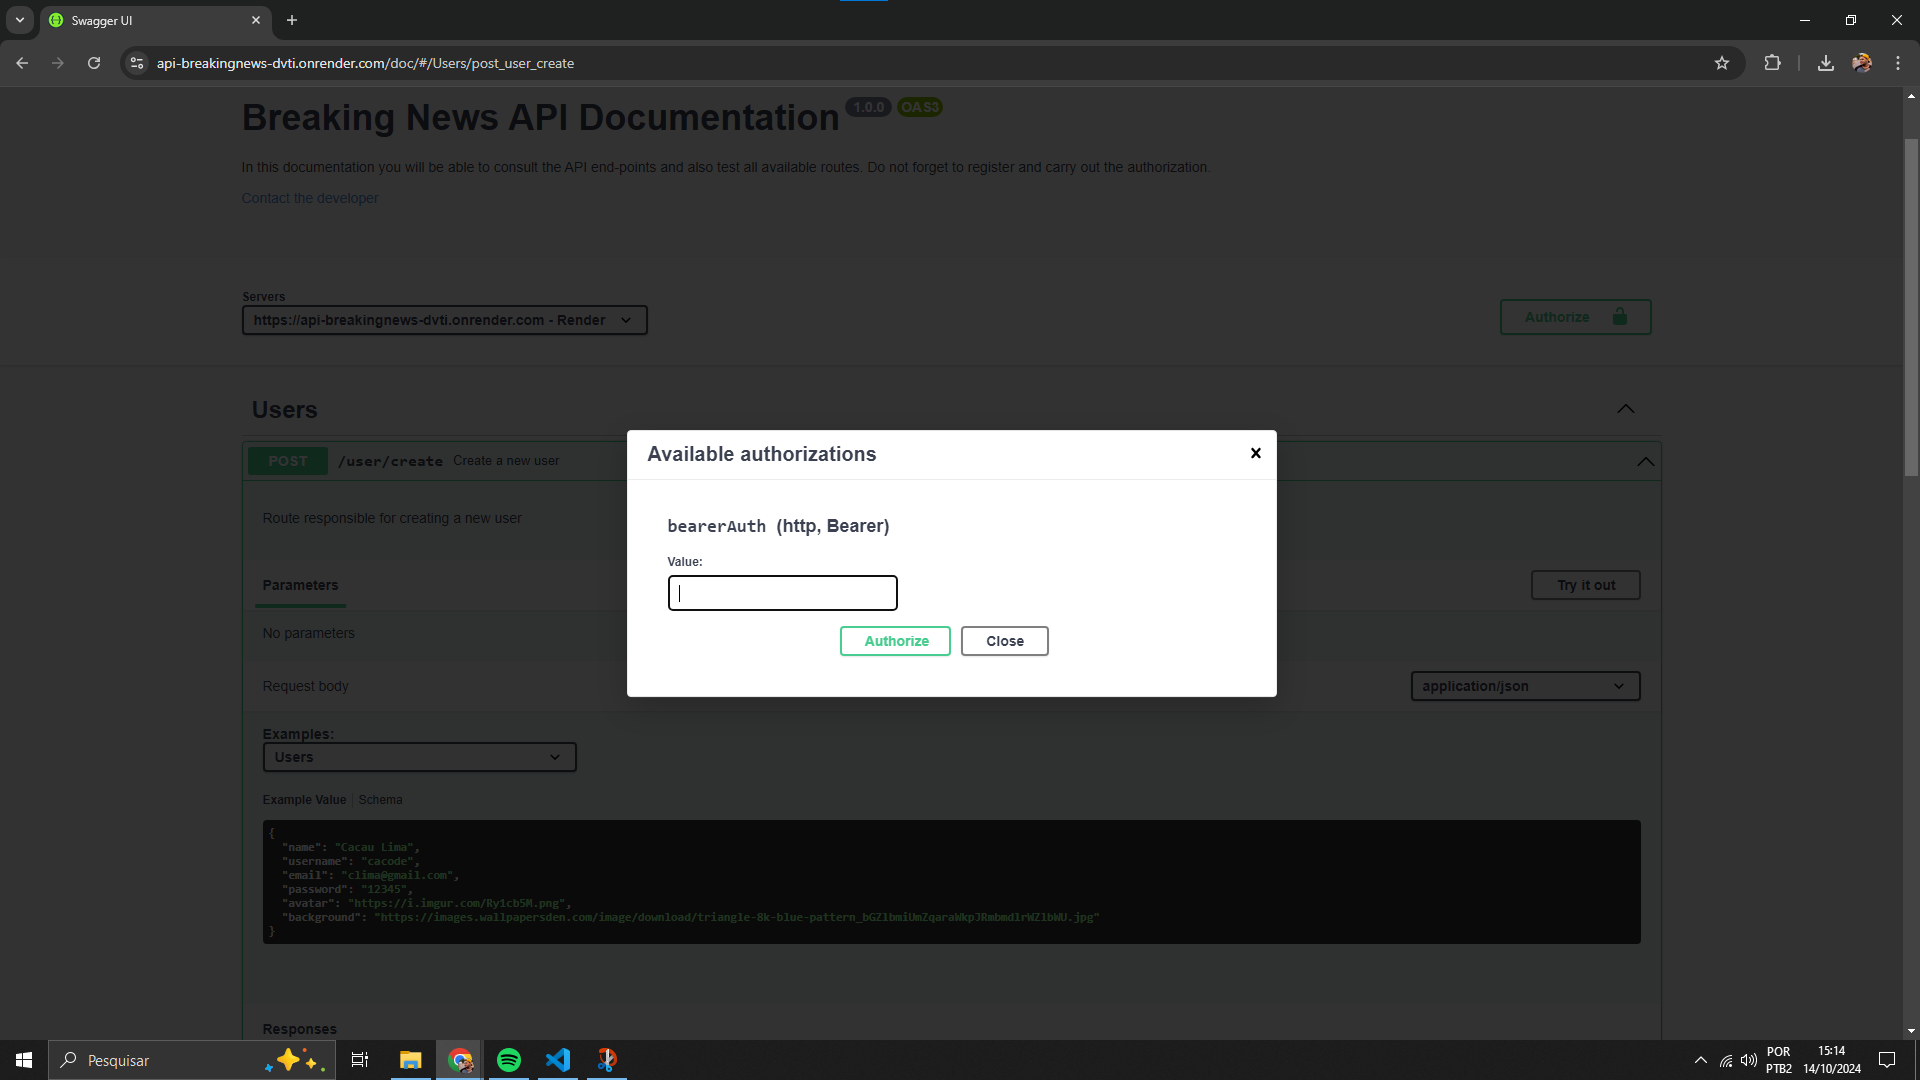 Swagger UI
api-breakingnews-dvti.onrender.com/doc/#/Users/post_user_create
Breaking News API Documentation 1.0.0 OAS3
In this documentation you will be able to consult the API end-points and also test all available routes. Do not forget to register and carry out the authorization.
Contact the developer
Servers
https://api-breakingnews-dvti.onrender.com - Render
Authorize
Users
POST /user/create Create a new user
Route responsible for creating a new user
Available authorizations
bearerAuth (http, Bearer)
Value:
Authorize Close
Parameters
Try it out
No parameters
Request body
application/json
Examples:
Users
Example Value Schema
{
"name": "Cacau Lima",
"username": "cacode",
"email": "clima@gmail.com",
"password": "12345",
"avatar": "https://i.imgur.com/Ry1cb5M.png",
"background": "https://images.wallpapersden.com/image/download/triangle-8k-blue-pattern_bGZlbmiUmZqaraWkpJRmbmdlrWZlbWU.jpg"
}
Responses
Pesquisar
POR
PTB2
15:14
14/10/2024